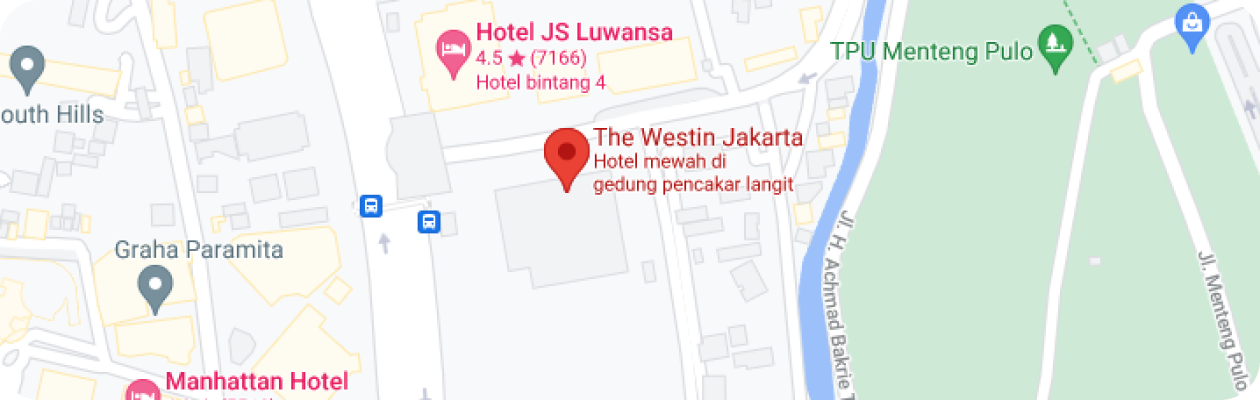 Hotel JS Luwansa
4.5 ★ (7166)
Hotel bintang 4
TPU Menteng Pulo
outh Hills
The Westin Jakarta
Hotel mewah di
gedung pencakar langit
Graha Paramita
Jl. H. Achmad Bakrie
Jl. Menteng Pulo
Manhattan Hotel